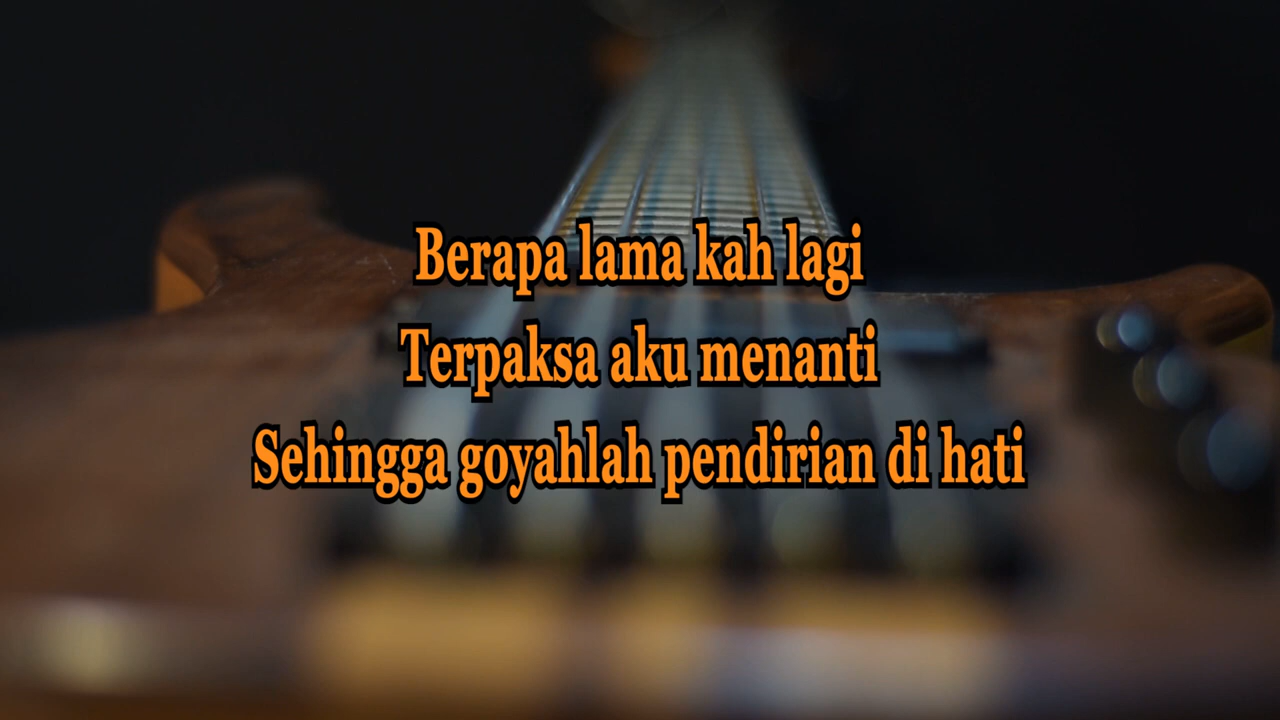 Berapa lama kah lagi
Terpaksa aku menanti
Sehingga goyahlah pendirian di hati